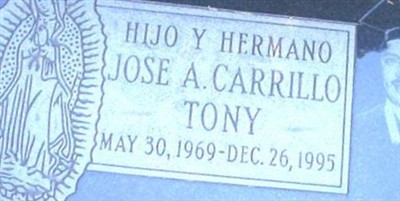 HIJO Y HERMANO
JOSE A. CARRILLO
TONY
MAY 30, 1969 - DEC. 26, 1995